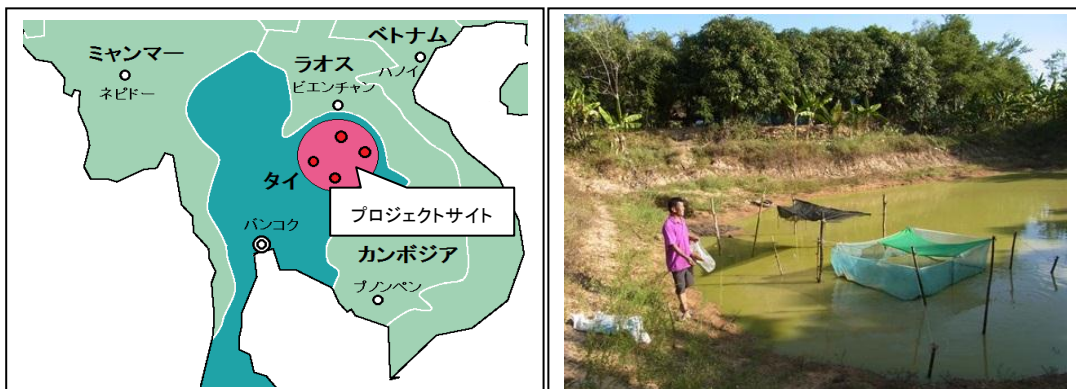 ミャンマー
ネピドー
ベトナム
ハノイ
ラオス
ビエンチャン
タイ
プロジェクトサイト
バンコク
カンボジア
プノンペン